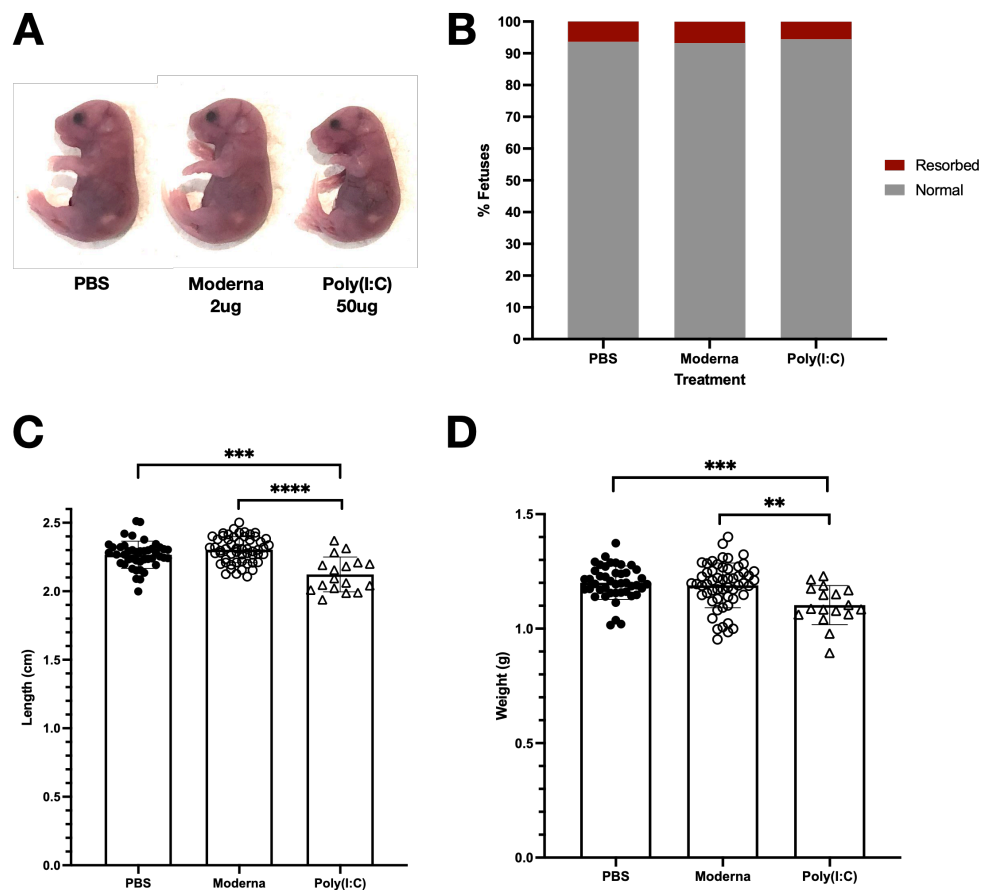 A
PBS
Moderna
2ug
Poly(I:C)
50ug
B
100
90
80
70
60
50
40
30
20
10
0
% Fetuses
PBS
Moderna
Poly(I:C)
Treatment
Resorbed
Normal
C
***
****
2.5
2.0
1.5
1.0
0.5
0.0
Length (cm)
PBS
Moderna
Poly(I:C)
D
***
**
1.5
1.0
0.5
0.0
Weight (g)
PBS
Moderna
Poly(I:C)